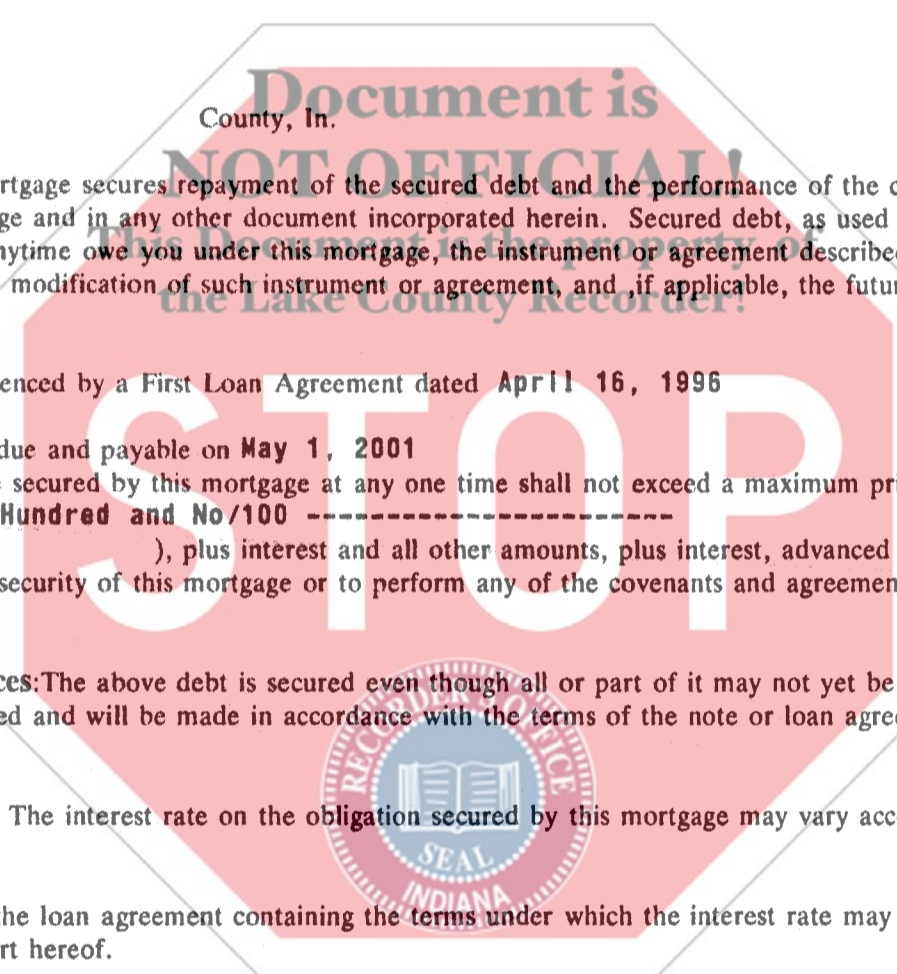 Document is
County, In.
NOT OFFICIAL!
rtgage secures repayment of the secured debt and the performance of the c
ge and in any other document incorporated herein. Secured debt, as used
This Document is the property of
nytime owe you under this mortgage, the instrument or agreement describe
modification of such instrument or agreement, and ,if applicable, the futur
the Lake County Recorder!
enced by a First Loan Agreement dated April 16, 1996
STOP
due and payable on May 1, 2001
secured by this mortgage at any one time shall not exceed a maximum pri
Hundred and No/100 -----------------------
), plus interest and all other amounts, plus interest, advanced
security of this mortgage or to perform any of the covenants and agreemen
ces:The above debt is secured even though all or part of it may not yet be
ed and will be made in accordance with the terms of the note or loan agree
RECORDER'S OFFICE
The interest rate on the obligation secured by this mortgage may vary acc
SEAL
INDIANA
he loan agreement containing the terms under which the interest rate may
rt hereof.